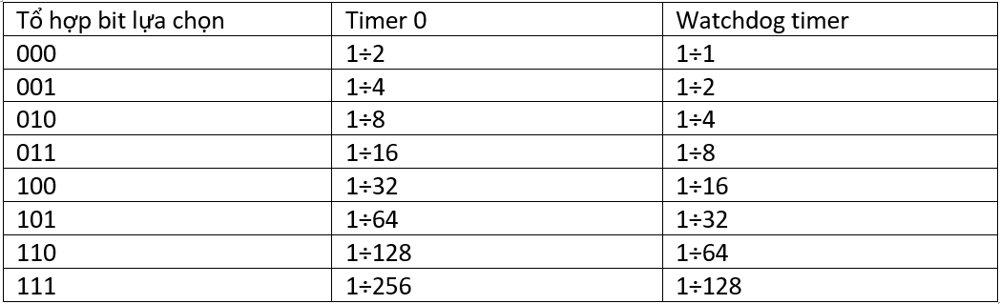 Tổ hợp bit lựa chọn Timer 0 Watchdog timer
000 1÷2 1÷1
001 1÷4 1÷2
010 1÷8 1÷4
011 1÷16 1÷8
100 1÷32 1÷16
101 1÷64 1÷32
110 1÷128 1÷64
111 1÷256 1÷128